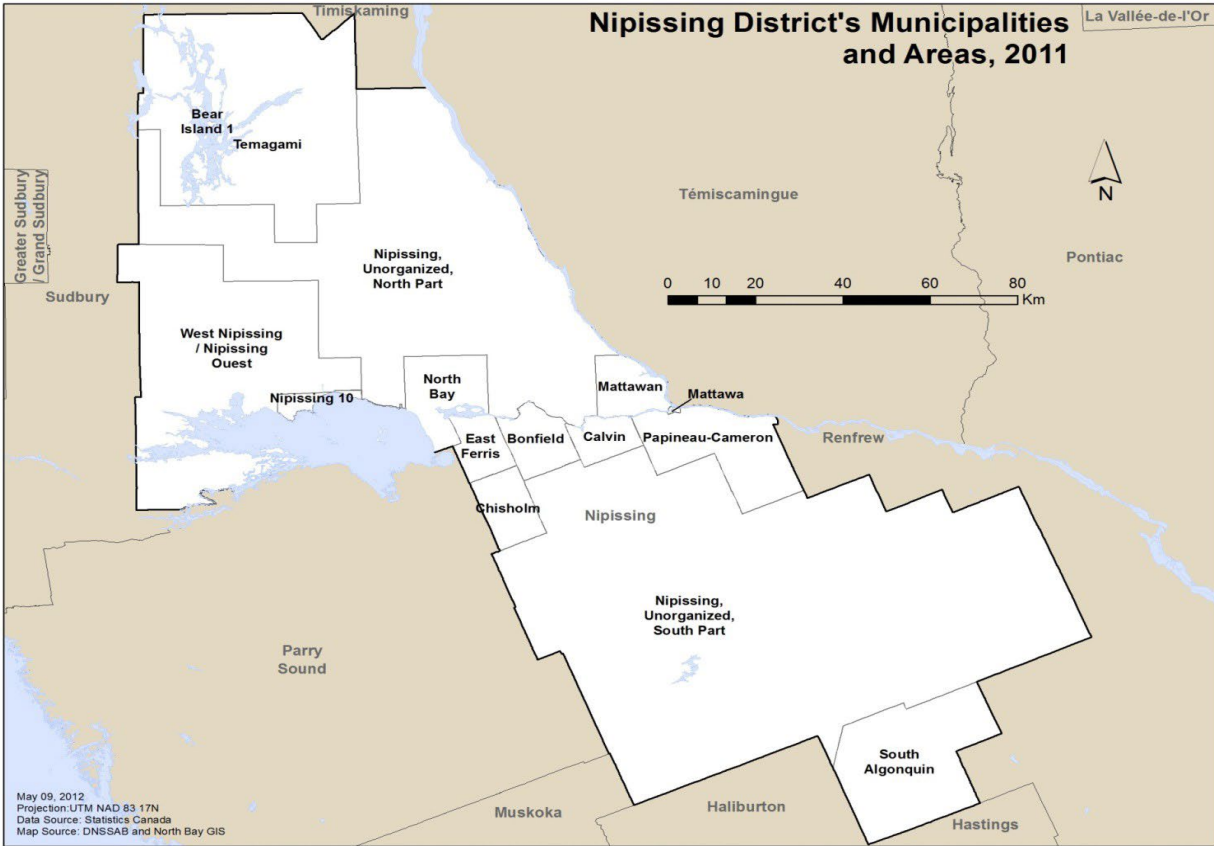 Timiskaming
Nipissing District's Municipalities
and Areas, 2011
La Vallée-de-l'Or
Bear
Island 1
Temagami
N
Greater Sudbury
/ Grand Sudbury
Témiscamingue
Nipissing,
Unorganized,
North Part
Pontiac
Sudbury
0 10 20 40 60 80
Km
West Nipissing
/ Nipissing
Ouest
Nipissing 10
North
Bay
Mattawan
Mattawa
East
Ferris
Bonfield
Calvin
Papineau-Cameron
Renfrew
Chisholm
Nipissing
Nipissing,
Unorganized,
South Part
Parry
Sound
South
Algonquin
Muskoka
Haliburton
Hastings
May 09, 2012
Projection:UTM NAD 83 17N
Data Source: Statistics Canada
Map Source: DNSSAB and North Bay GIS